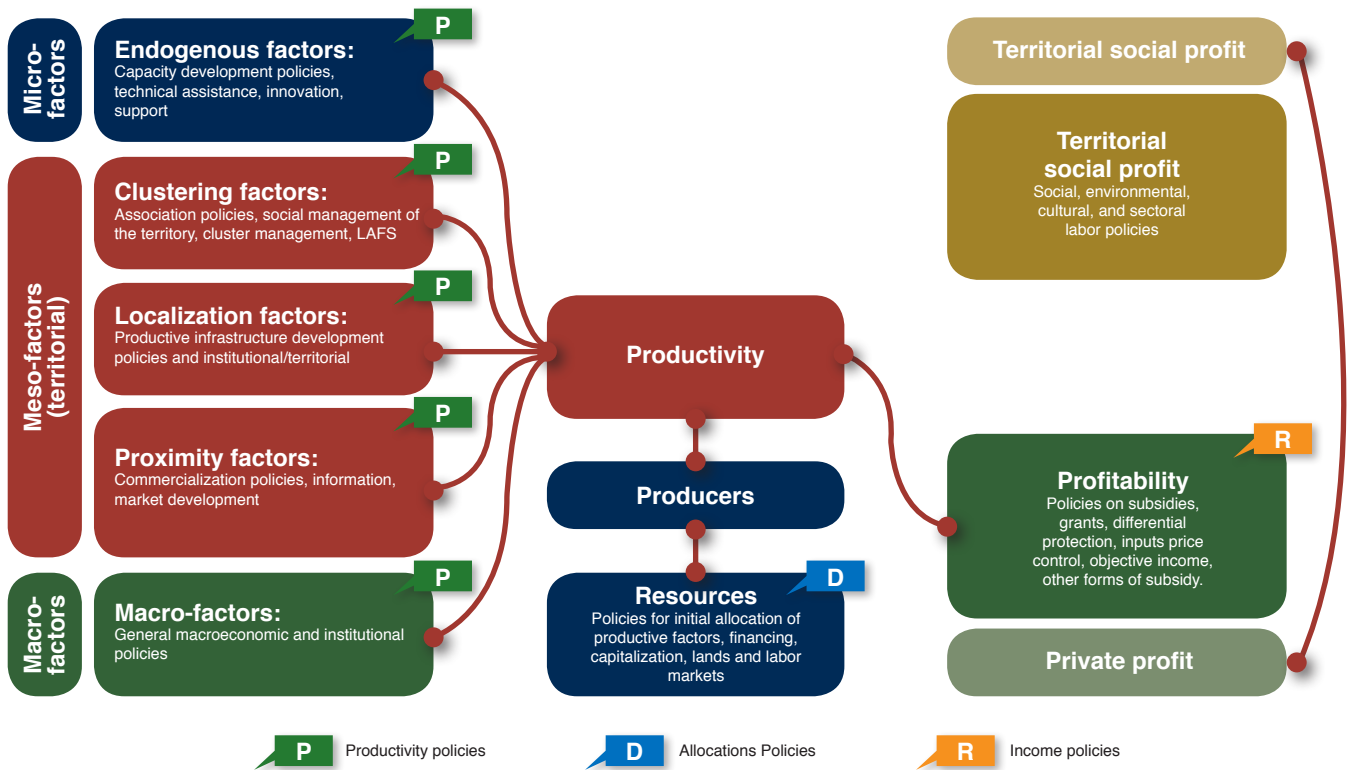 Micro-
factors
P
Endogenous factors:
Capacity development policies,
technical assistance, innovation,
support
Meso-factors
(territorial)
P
Clustering factors:
Association policies, social management of
the territory, cluster management, LAFS
P
Localization factors:
Productive infrastructure development
policies and institutional/territorial
P
Proximity factors:
Commercialization policies, information,
market development
Macro-
factors
P
Macro-factors:
General macroeconomic and institutional
policies
Productivity
Producers
D
Resources
Policies for initial allocation of
productive factors, financing,
capitalization, lands and labor
markets
Territorial social profit
Territorial
social profit
Social, environmental,
cultural, and sectoral
labor policies
R
Profitability
Policies on subsidies,
grants, differential
protection, inputs price
control, objective income,
other forms of subsidy.
Private profit
P Productivity policies
D Allocations Policies
R Income policies